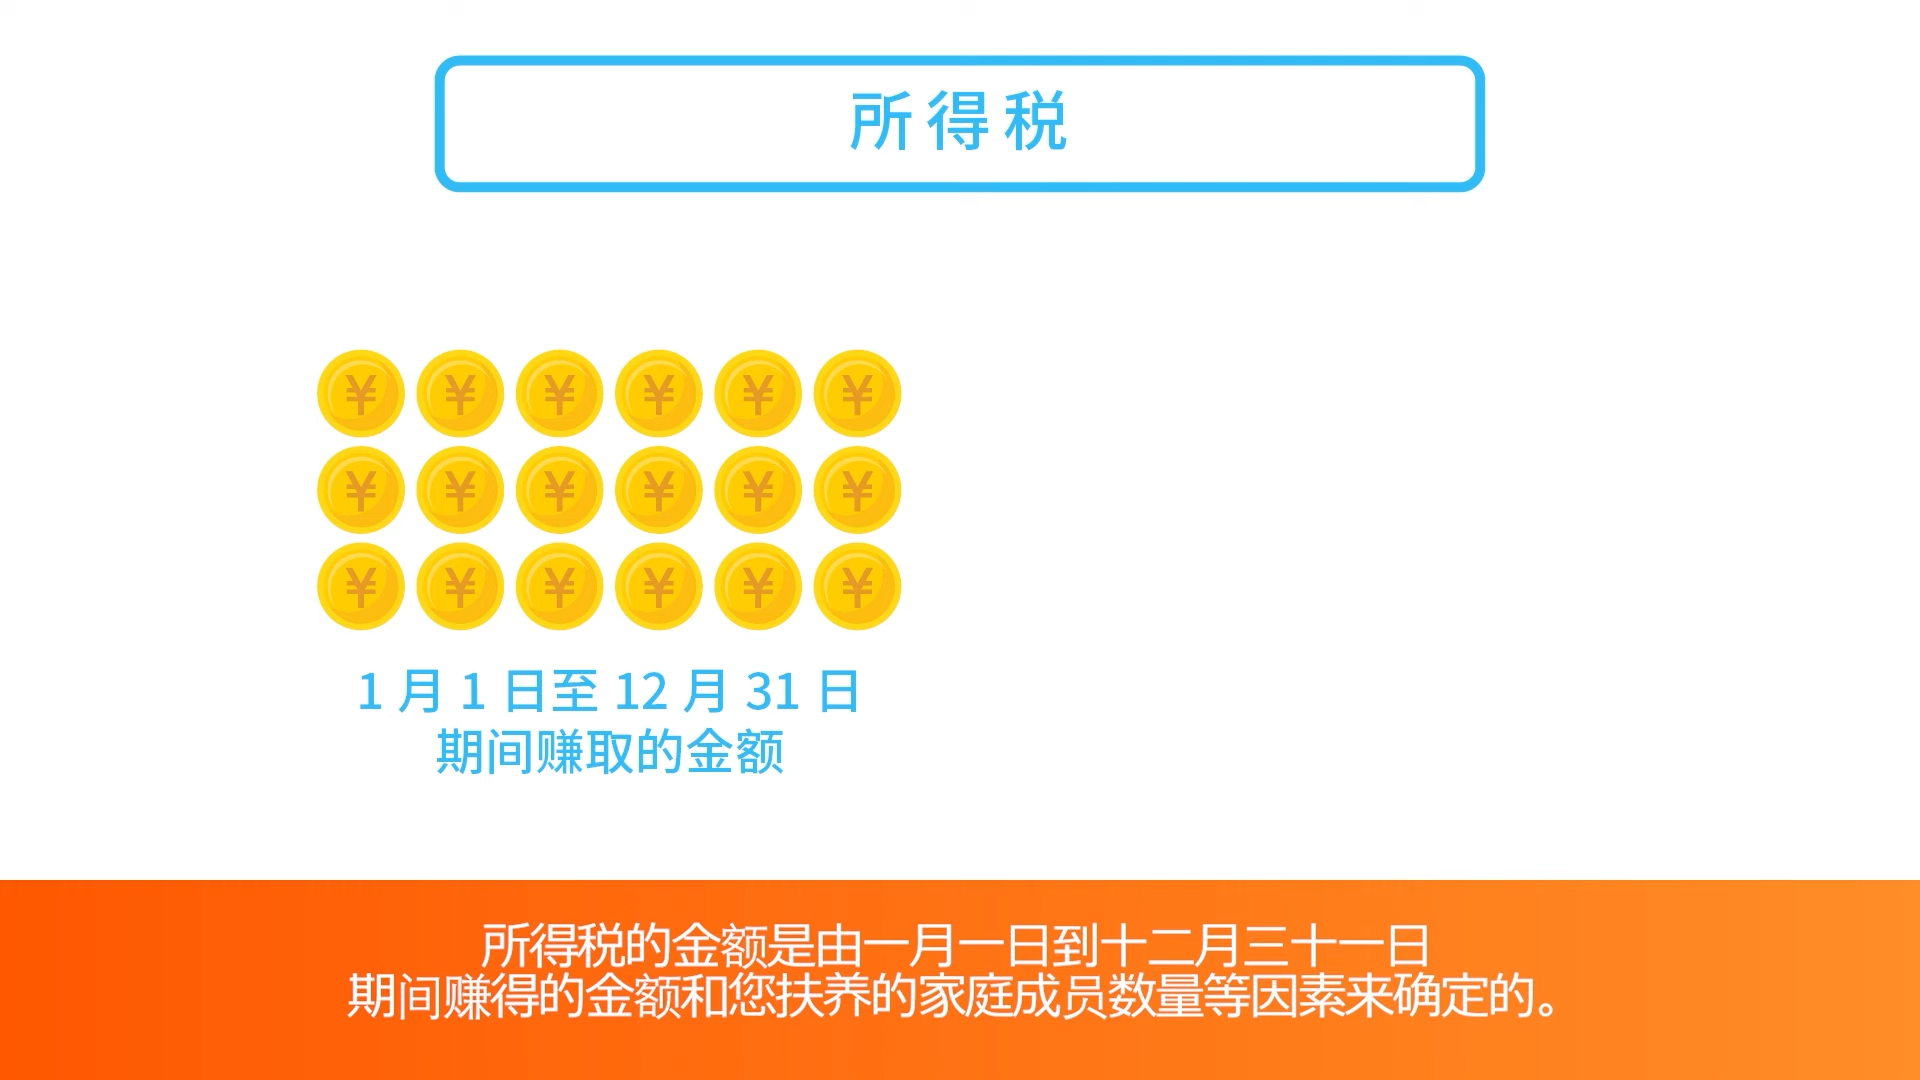 所得税
¥ ¥ ¥ ¥ ¥ ¥
¥ ¥ ¥ ¥ ¥ ¥
¥ ¥ ¥ ¥ ¥ ¥
1 月 1 日至 12 月 31 日
期间赚取的金额
所得税的金额是由一月一日到十二月三十一日
期间赚得的金额和您扶养的家庭成员数量等因素来确定的。